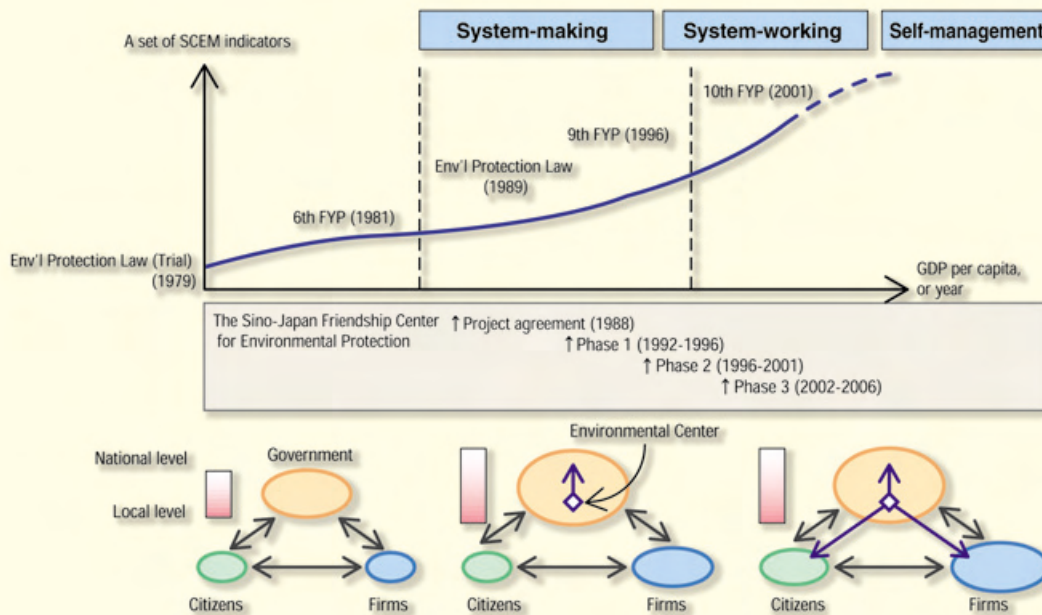 System-making
System-working
Self-management
A set of SCEM indicators
10th FYP (2001)
9th FYP (1996)
Env'l Protection Law
(1989)
6th FYP (1981)
Env'l Protection Law (Trial)
(1979)
GDP per capita,
or year
The Sino-Japan Friendship Center
for Environmental Protection
↑ Project agreement (1988)
↑ Phase 1 (1992-1996)
↑ Phase 2 (1996-2001)
↑ Phase 3 (2002-2006)
Environmental Center
National level
Government
Local level
Citizens
Firms
Citizens
Firms
Citizens
Firms